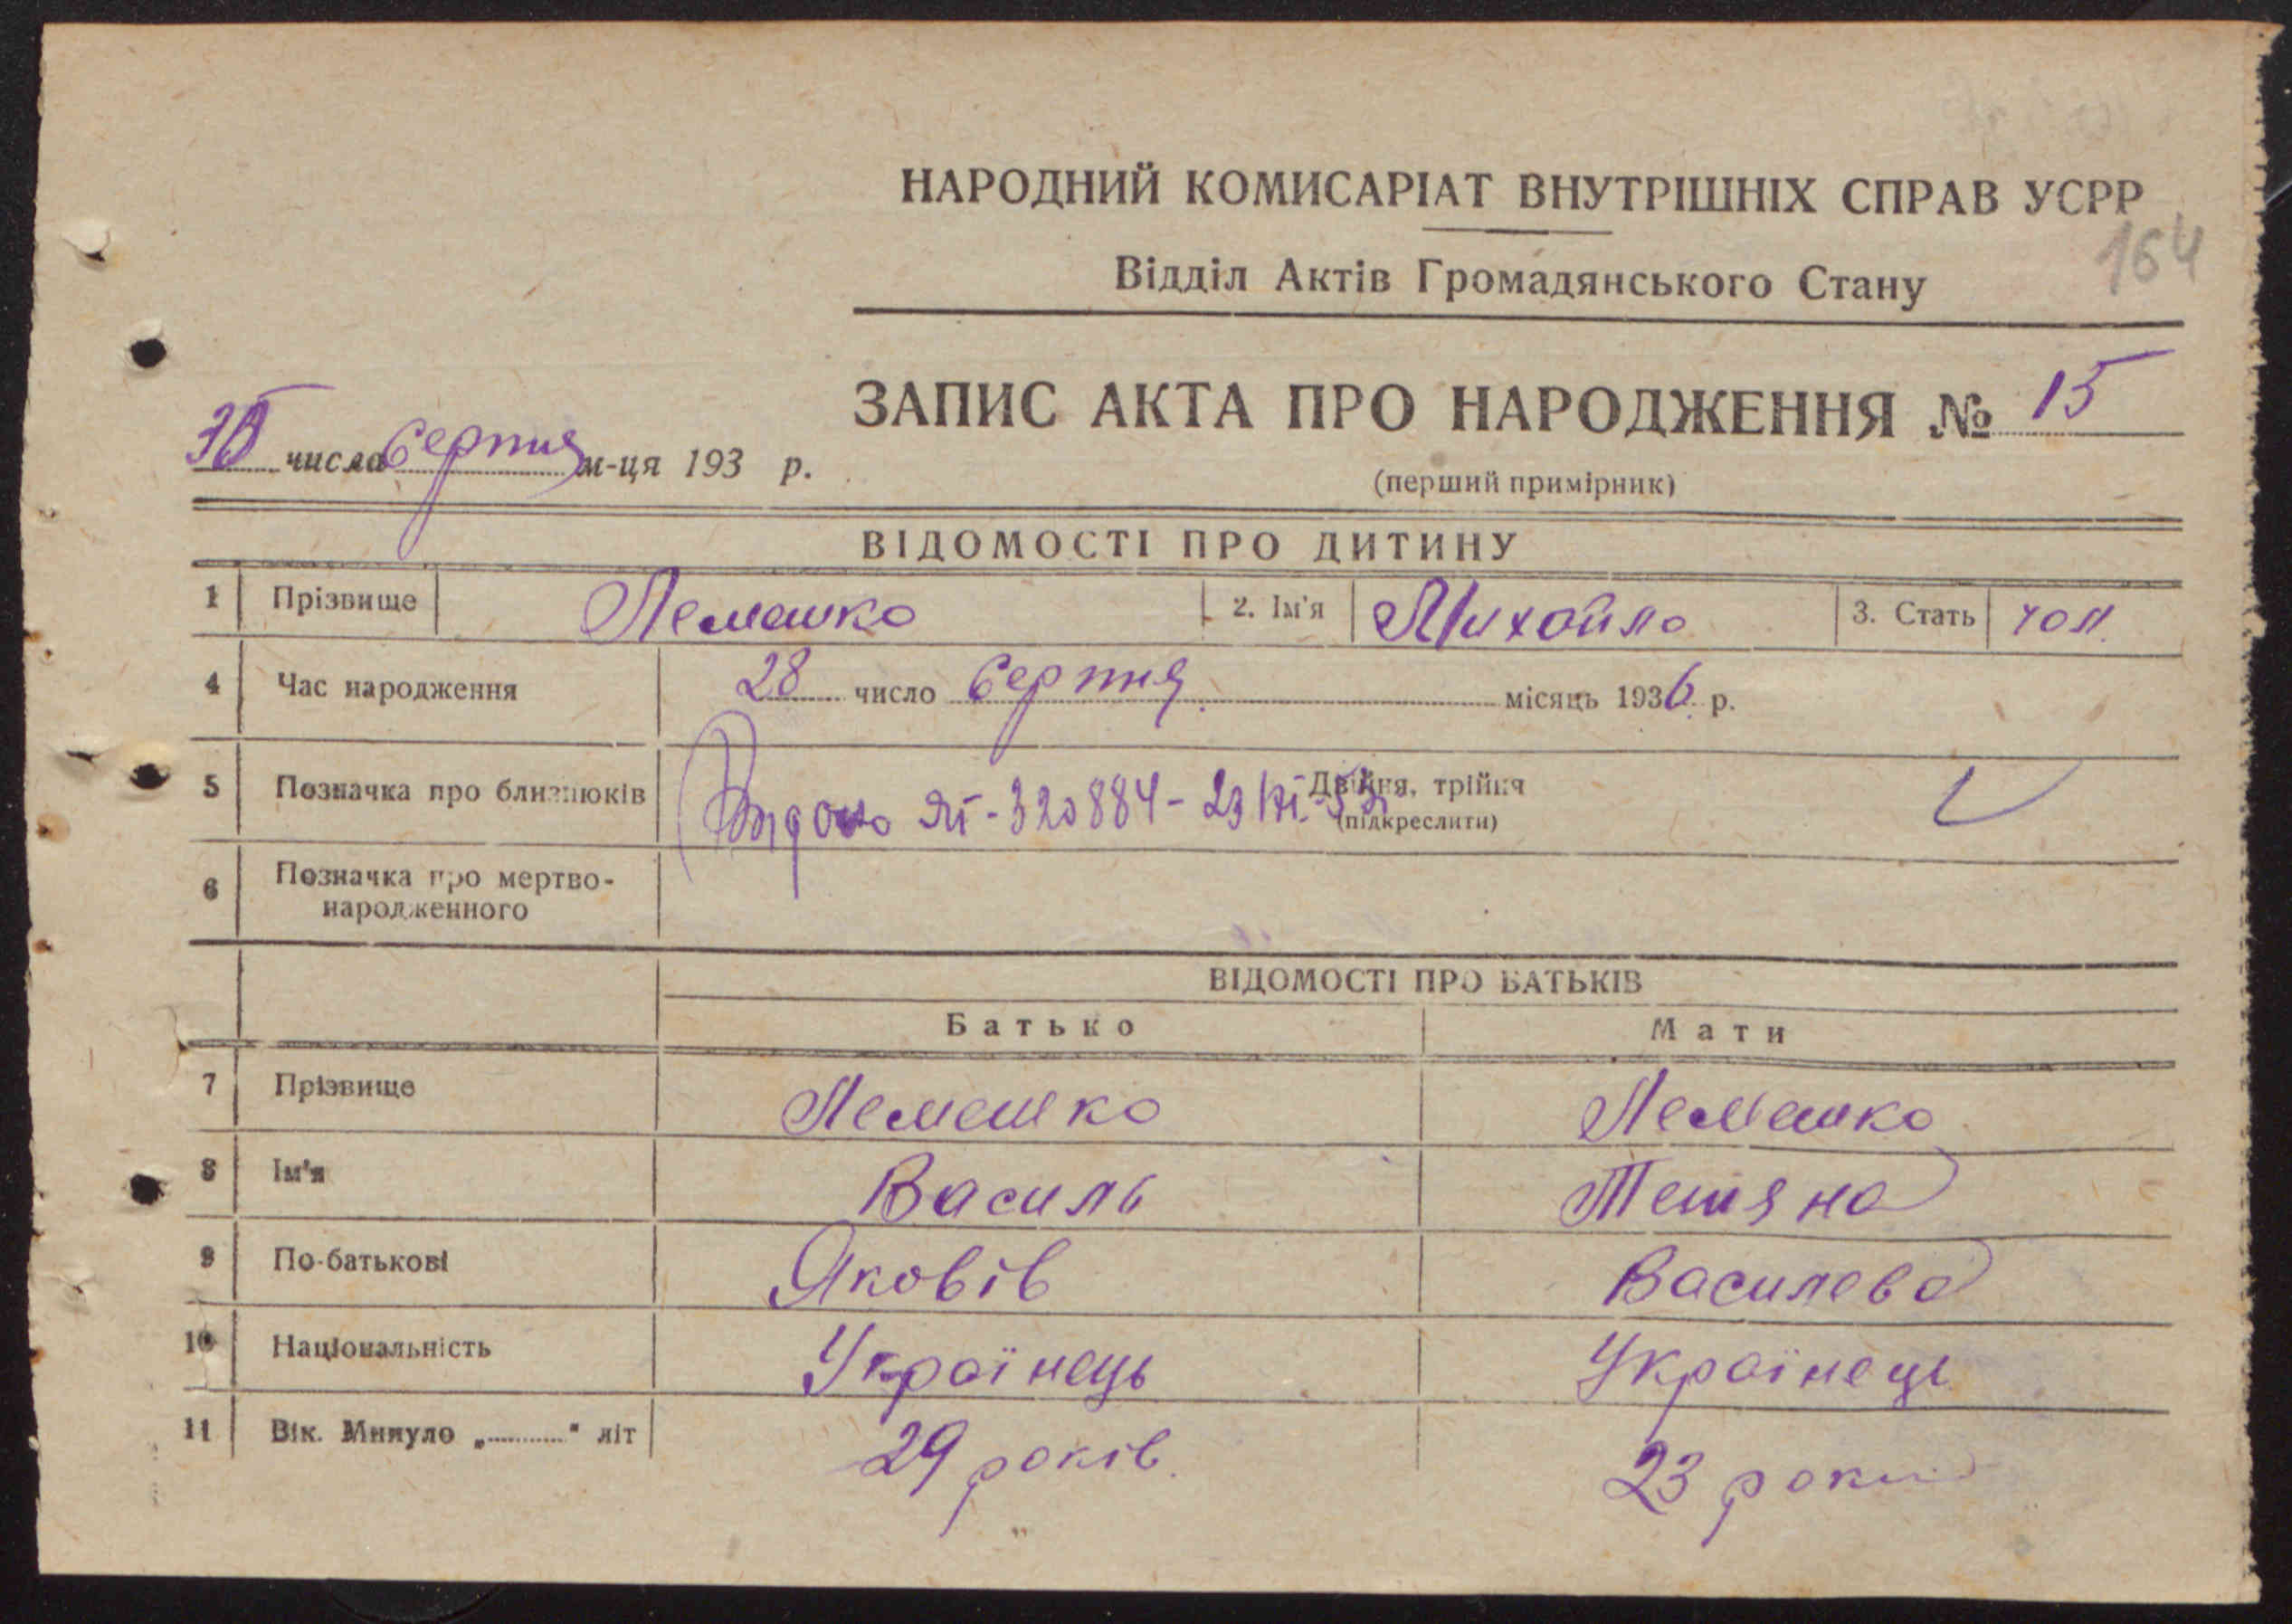 НАРОДНИЙ КОМИСАРІАТ ВНУТРІШНІХ СПРАВ УСРР
164
Відділ Актів Громадянського Стану
ЗАПИС АКТА ПРО НАРОДЖЕННЯ № 15
30 числа Серпня м-ця 193 р.
(перший примірник)
ВІДОМОСТІ ПРО ДИТИНУ
1 Прізвище Лемешко 2. Ім'я Михайло 3. Стать чол.
4 Час народження 28 число Серпня місяць 1936 р.
5 Позначка про близнюків Двійня, трійня
(підкреслити)
Видано ЯТ-320884-23
6 Позначка про мертво-
народженного
ВІДОМОСТІ ПРО БАТЬКІВ
Батько Мати
7 Прізвище Лемешко Лемешко
8 Ім'я Василь Тетяна
9 По-батькові Яковів Василева
10 Національність Українець Українець
11 Вік. Минуло „ " літ 29 років. 23 роки